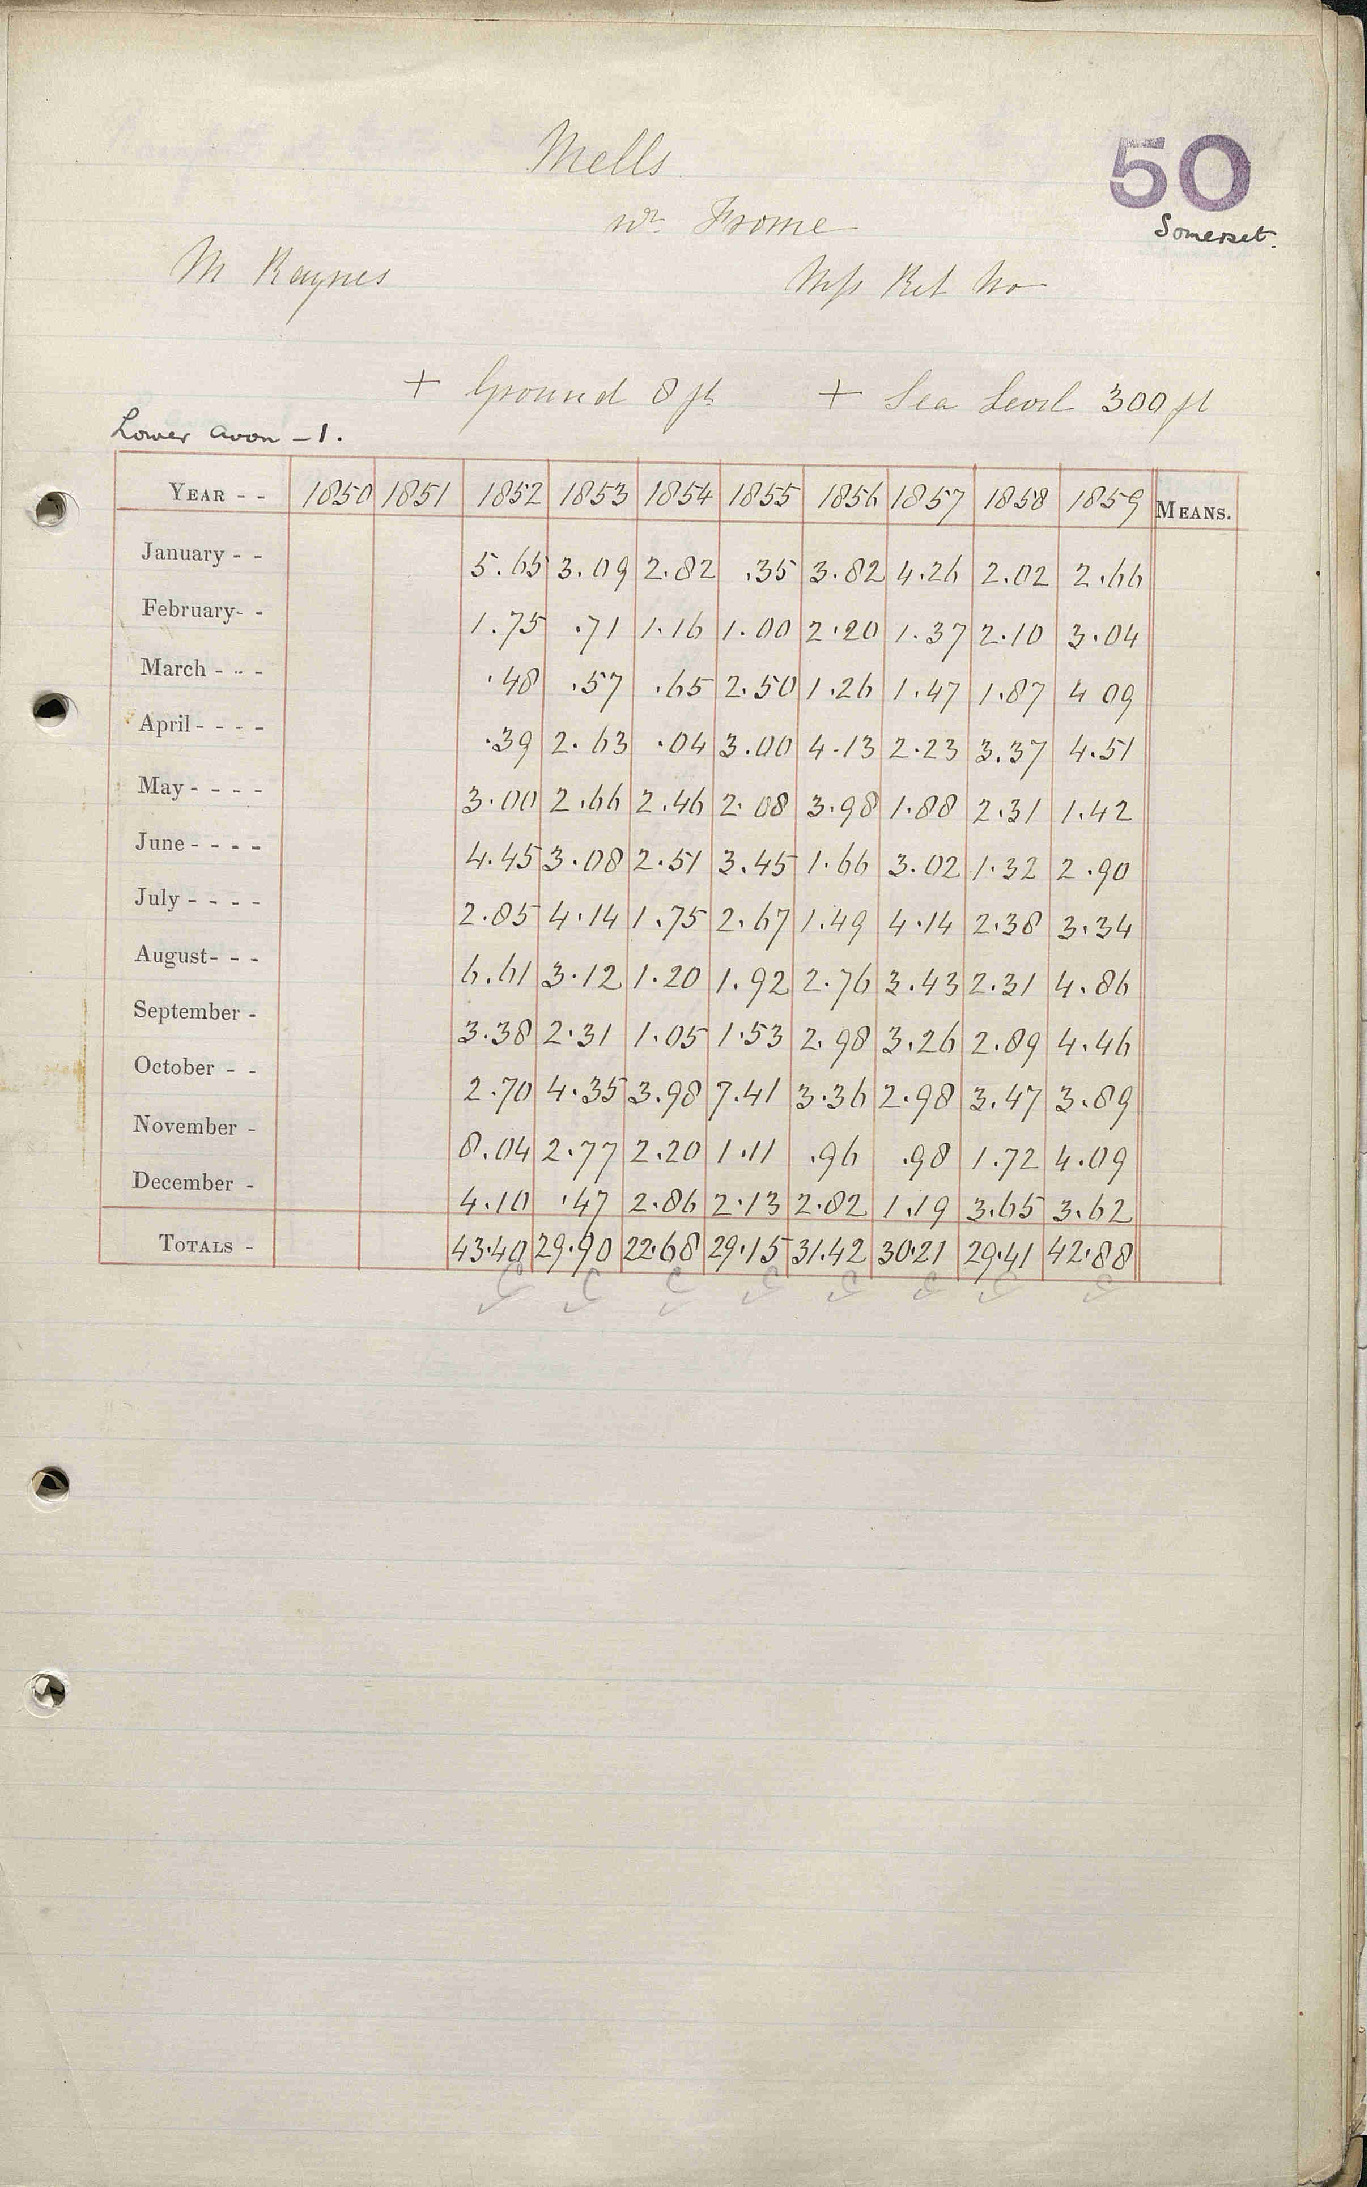 Mells
50
nr Frome
Somerset.
M Haynes
Mss Ret No
+ Ground 8 ft + Sea Level 300 ft
Lower Avon - 1.
YEAR - - 1850 1851 1852 1853 1854 1855 1856 1857 1858 1859 MEANS.
January - - 5.65 3.09 2.82 .35 3.82 4.26 2.02 2.66
February- - 1.75 .71 1.16 1.00 2.20 1.37 2.10 3.04
March - - - .48 .57 .65 2.50 1.26 1.47 1.87 4 09
April - - - - .39 2.63 .04 3.00 4.13 2.23 3.37 4.51
May - - - - 3.00 2.66 2.46 2.08 3.98 1.88 2.31 1.42
June - - - - 4.45 3.08 2.51 3.45 1.66 3.02 1.32 2.90
July - - - - 2.85 4.14 1.75 2.67 1.49 4.14 2.38 3.34
August- - - 6.61 3.12 1.20 1.92 2.76 3.43 2.31 4.86
September - 3.38 2.31 1.05 1.53 2.98 3.26 2.89 4.46
October - - 2.70 4.35 3.98 7.41 3.36 2.98 3.47 3.89
November - 8.04 2.77 2.20 1.11 .96 .98 1.72 4.09
December - 4.10 .47 2.86 2.13 2.82 1.19 3.65 3.62
TOTALS - 43.40 29.90 22.68 29.15 31.42 30.21 29.41 42.88